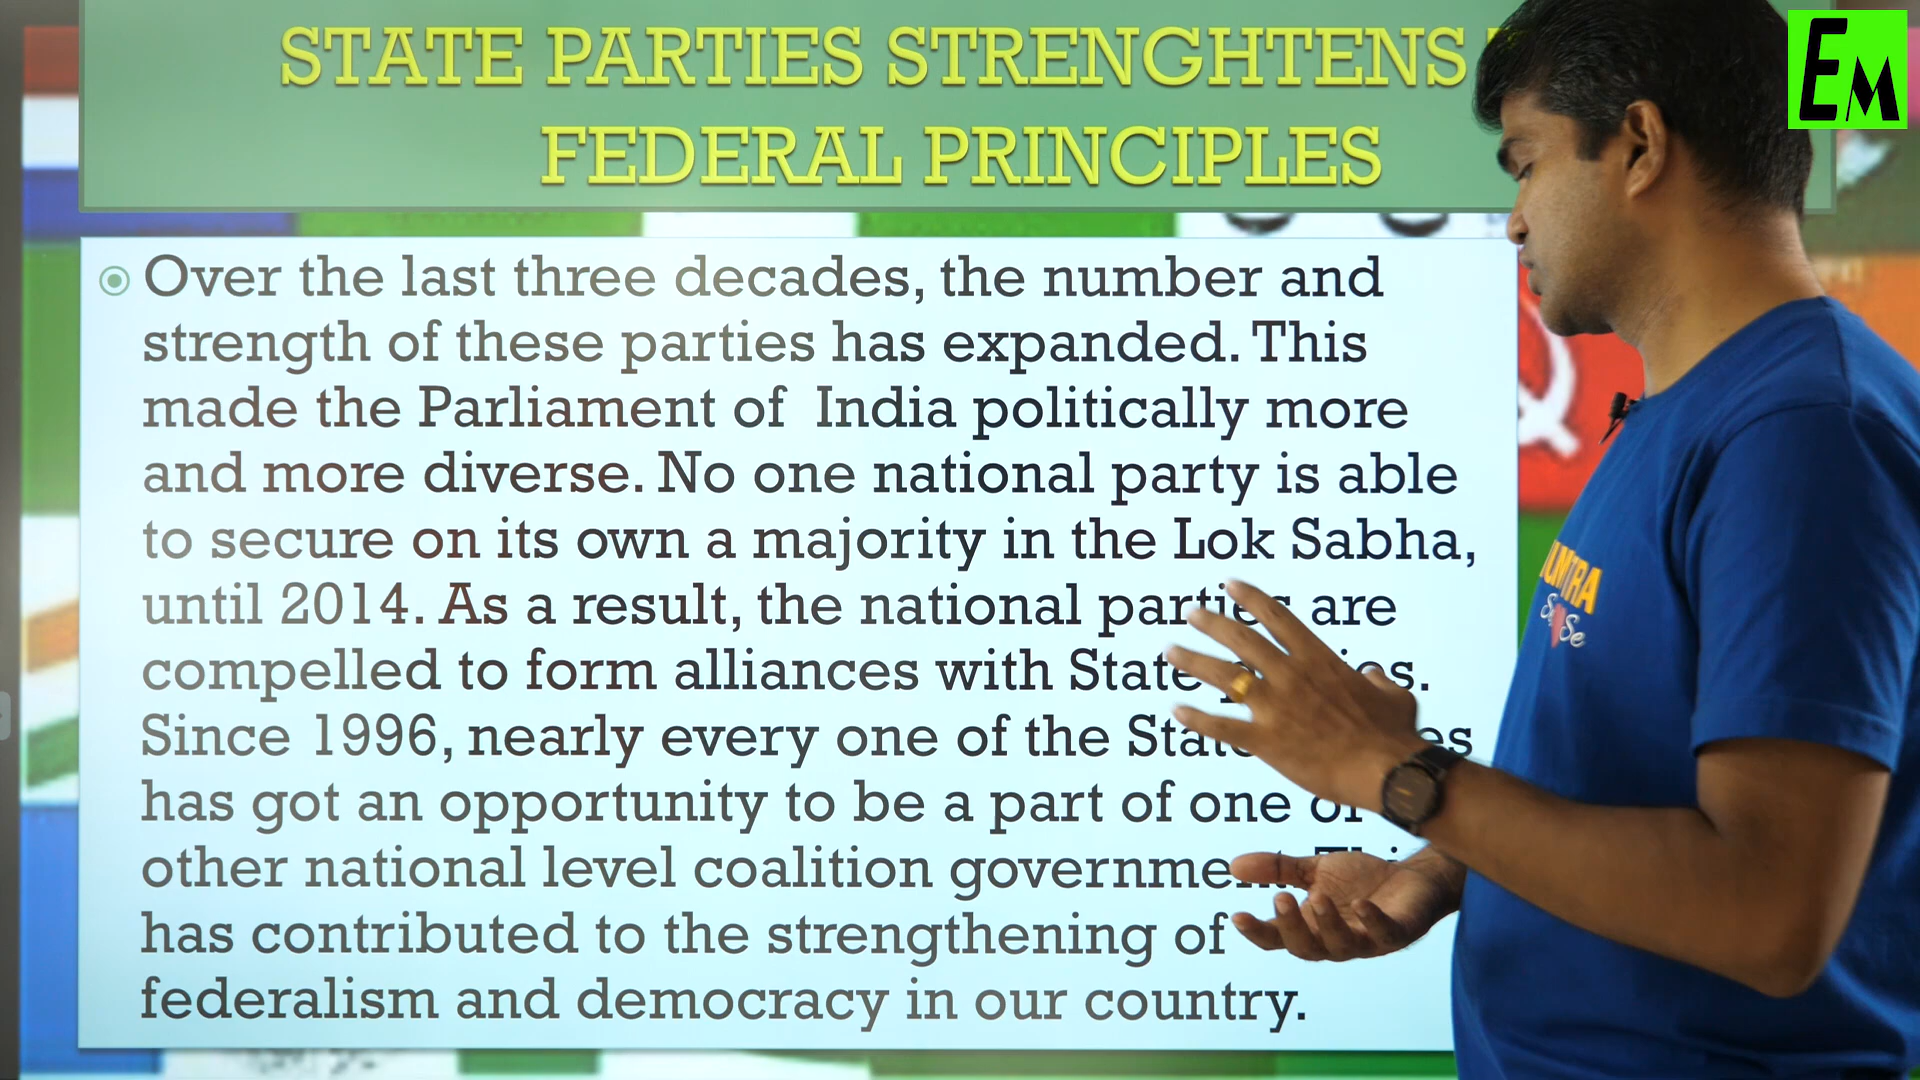 STATE PARTIES STRENGHTENS
FEDERAL PRINCIPLES
EM
Over the last three decades, the number and
strength of these parties has expanded. This
made the Parliament of India politically more
and more diverse. No one national party is able
to secure on its own a majority in the Lok Sabha,
until 2014. As a result, the national parties are
compelled to form alliances with State
Since 1996, nearly every one of the
has got an opportunity to be a part of one
other national level coalition
has contributed to the strengthening of
federalism and democracy in our country.